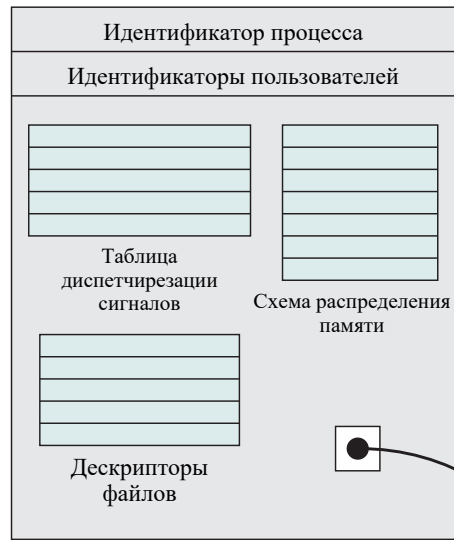 Идентификатор процесса
Идентификаторы пользователей
Таблица
диспетчирезации
сигналов
Схема распределения
памяти
Дескрипторы
файлов